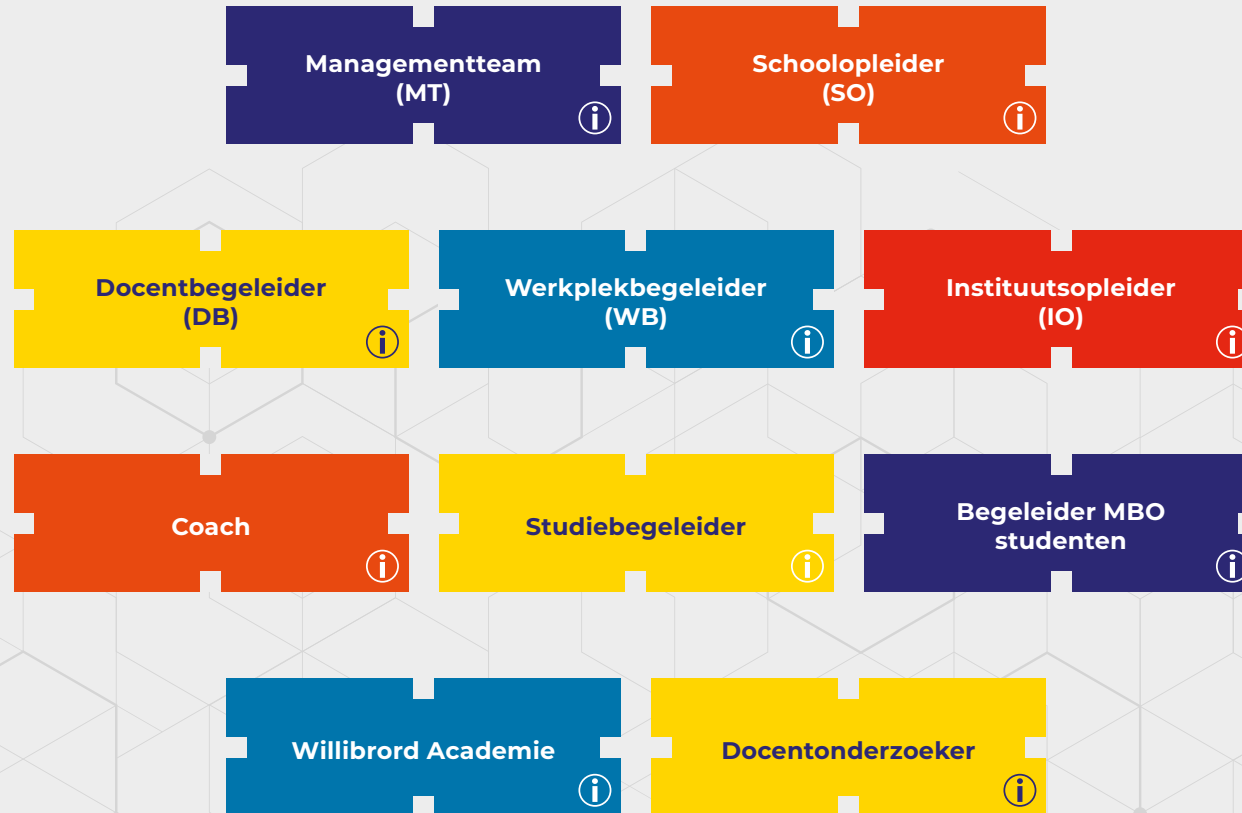 Managementteam
(MT)
Schoolopleider
(SO)
Docentbegeleider
(DB)
Werkplekbegeleider
(WB)
Instituutsopleider
(IO)
Coach
Studiebegeleider
Begeleider MBO
studenten
Willibrord Academie
Docentonderzoeker